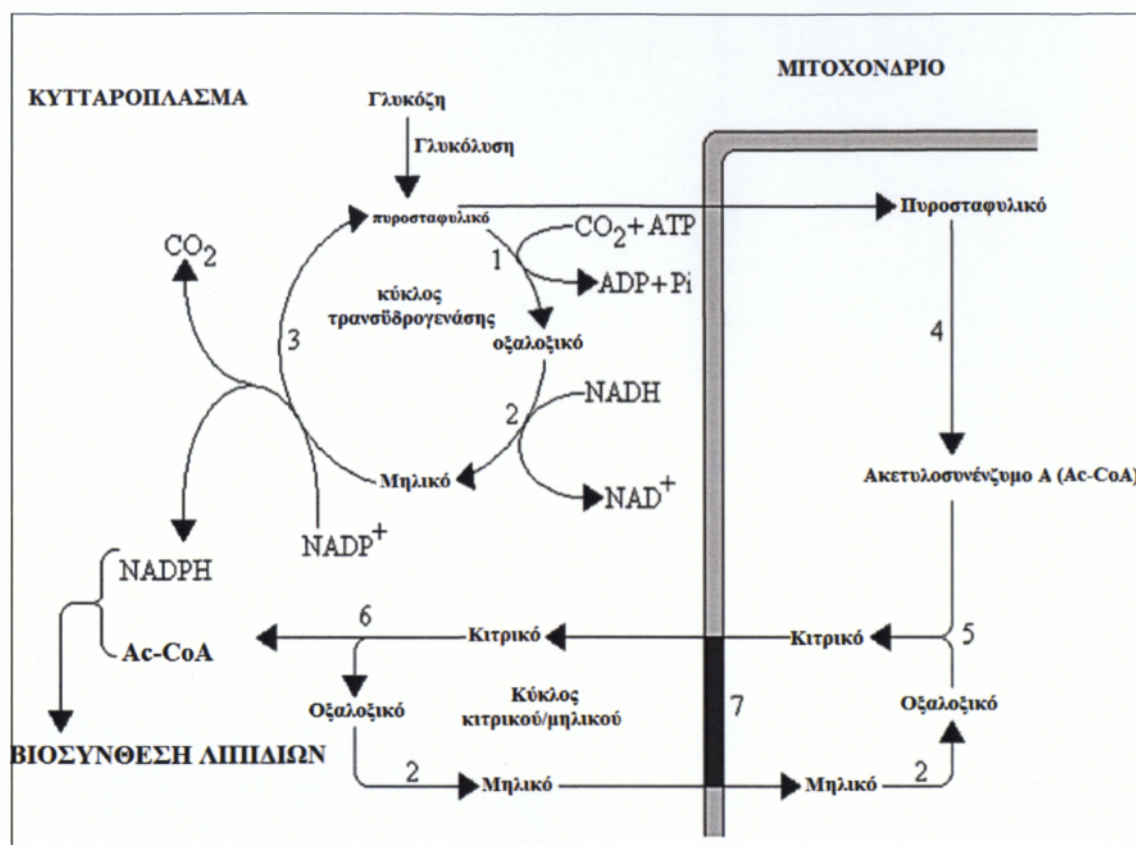 ΜΙΤΟΧΟΝΔΡΙΟ
ΚΥΤΤΑΡΟΠΛΑΣΜΑ
Γλυκόζη
Γλυκόλυση
πυροσταφυλικό
Πυροσταφυλικό
CO2+ATP
1
ADP+Pi
CO2
κύκλος
τρανσϋδρογενάσης
3
οξαλοξικό
4
NADH
2
Μηλικό
NAD+
Ακετυλοσυνένζυμο Α (Ac-CoA)
NADP+
NADPH
6
Κιτρικό
Κιτρικό
5
Ac-CoA
Οξαλοξικό
Κύκλος
κιτρικού/μηλικού
7
Οξαλοξικό
ΒΙΟΣΥΝΘΕΣΗ ΛΙΠΙΔΙΩΝ
2
Μηλικό
Μηλικό
2